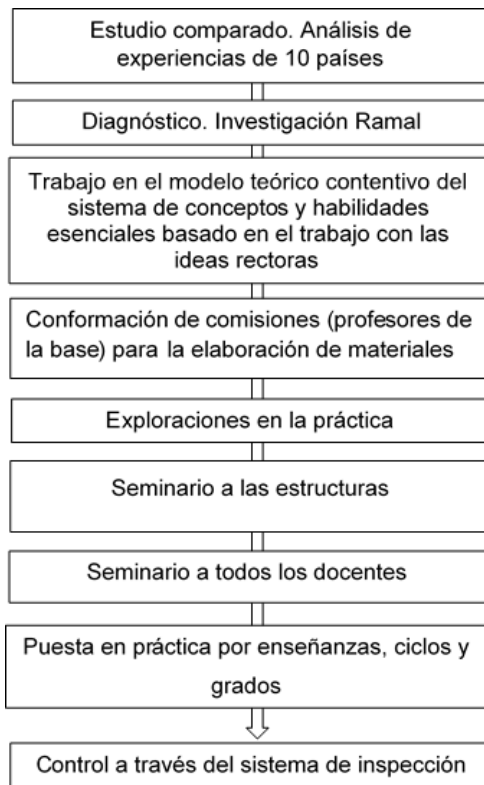 Estudio comparado. Análisis de
experiencias de 10 países
Diagnóstico. Investigación Ramal
Trabajo en el modelo teórico contentivo del
sistema de conceptos y habilidades
esenciales basado en el trabajo con las
ideas rectoras
Conformación de comisiones (profesores de
la base) para la elaboración de materiales
Exploraciones en la práctica
Seminario a las estructuras
Seminario a todos los docentes
Puesta en práctica por enseñanzas, ciclos y
grados
Control a través del sistema de inspección